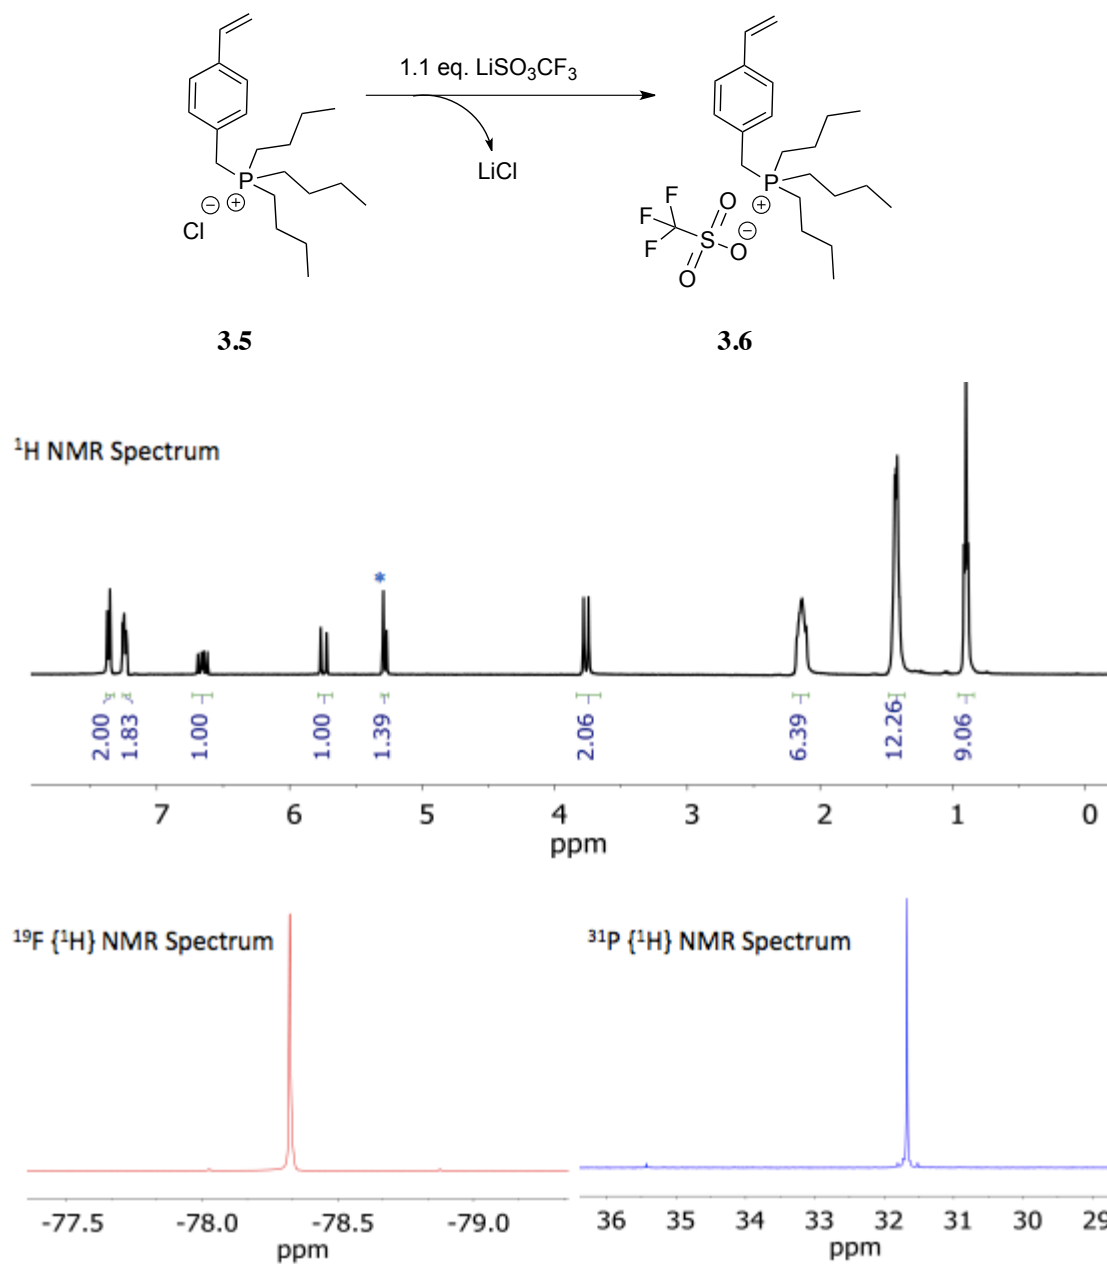 1.1 eq. LiSO₃CF₃
LiCl
P
⊕
⊖
Cl
P
⊕
F
F
F
S
O
O
⊖
O
3.5
3.6
¹H NMR Spectrum
*
2.00
1.83
1.00
1.00
1.39
2.06
6.39
12.26
9.06
7 6 5 4 3 2 1 0
ppm
¹⁹F {¹H} NMR Spectrum
-77.5 -78.0 -78.5 -79.0
ppm
³¹P {¹H} NMR Spectrum
36 35 34 33 32 31 30 29
ppm